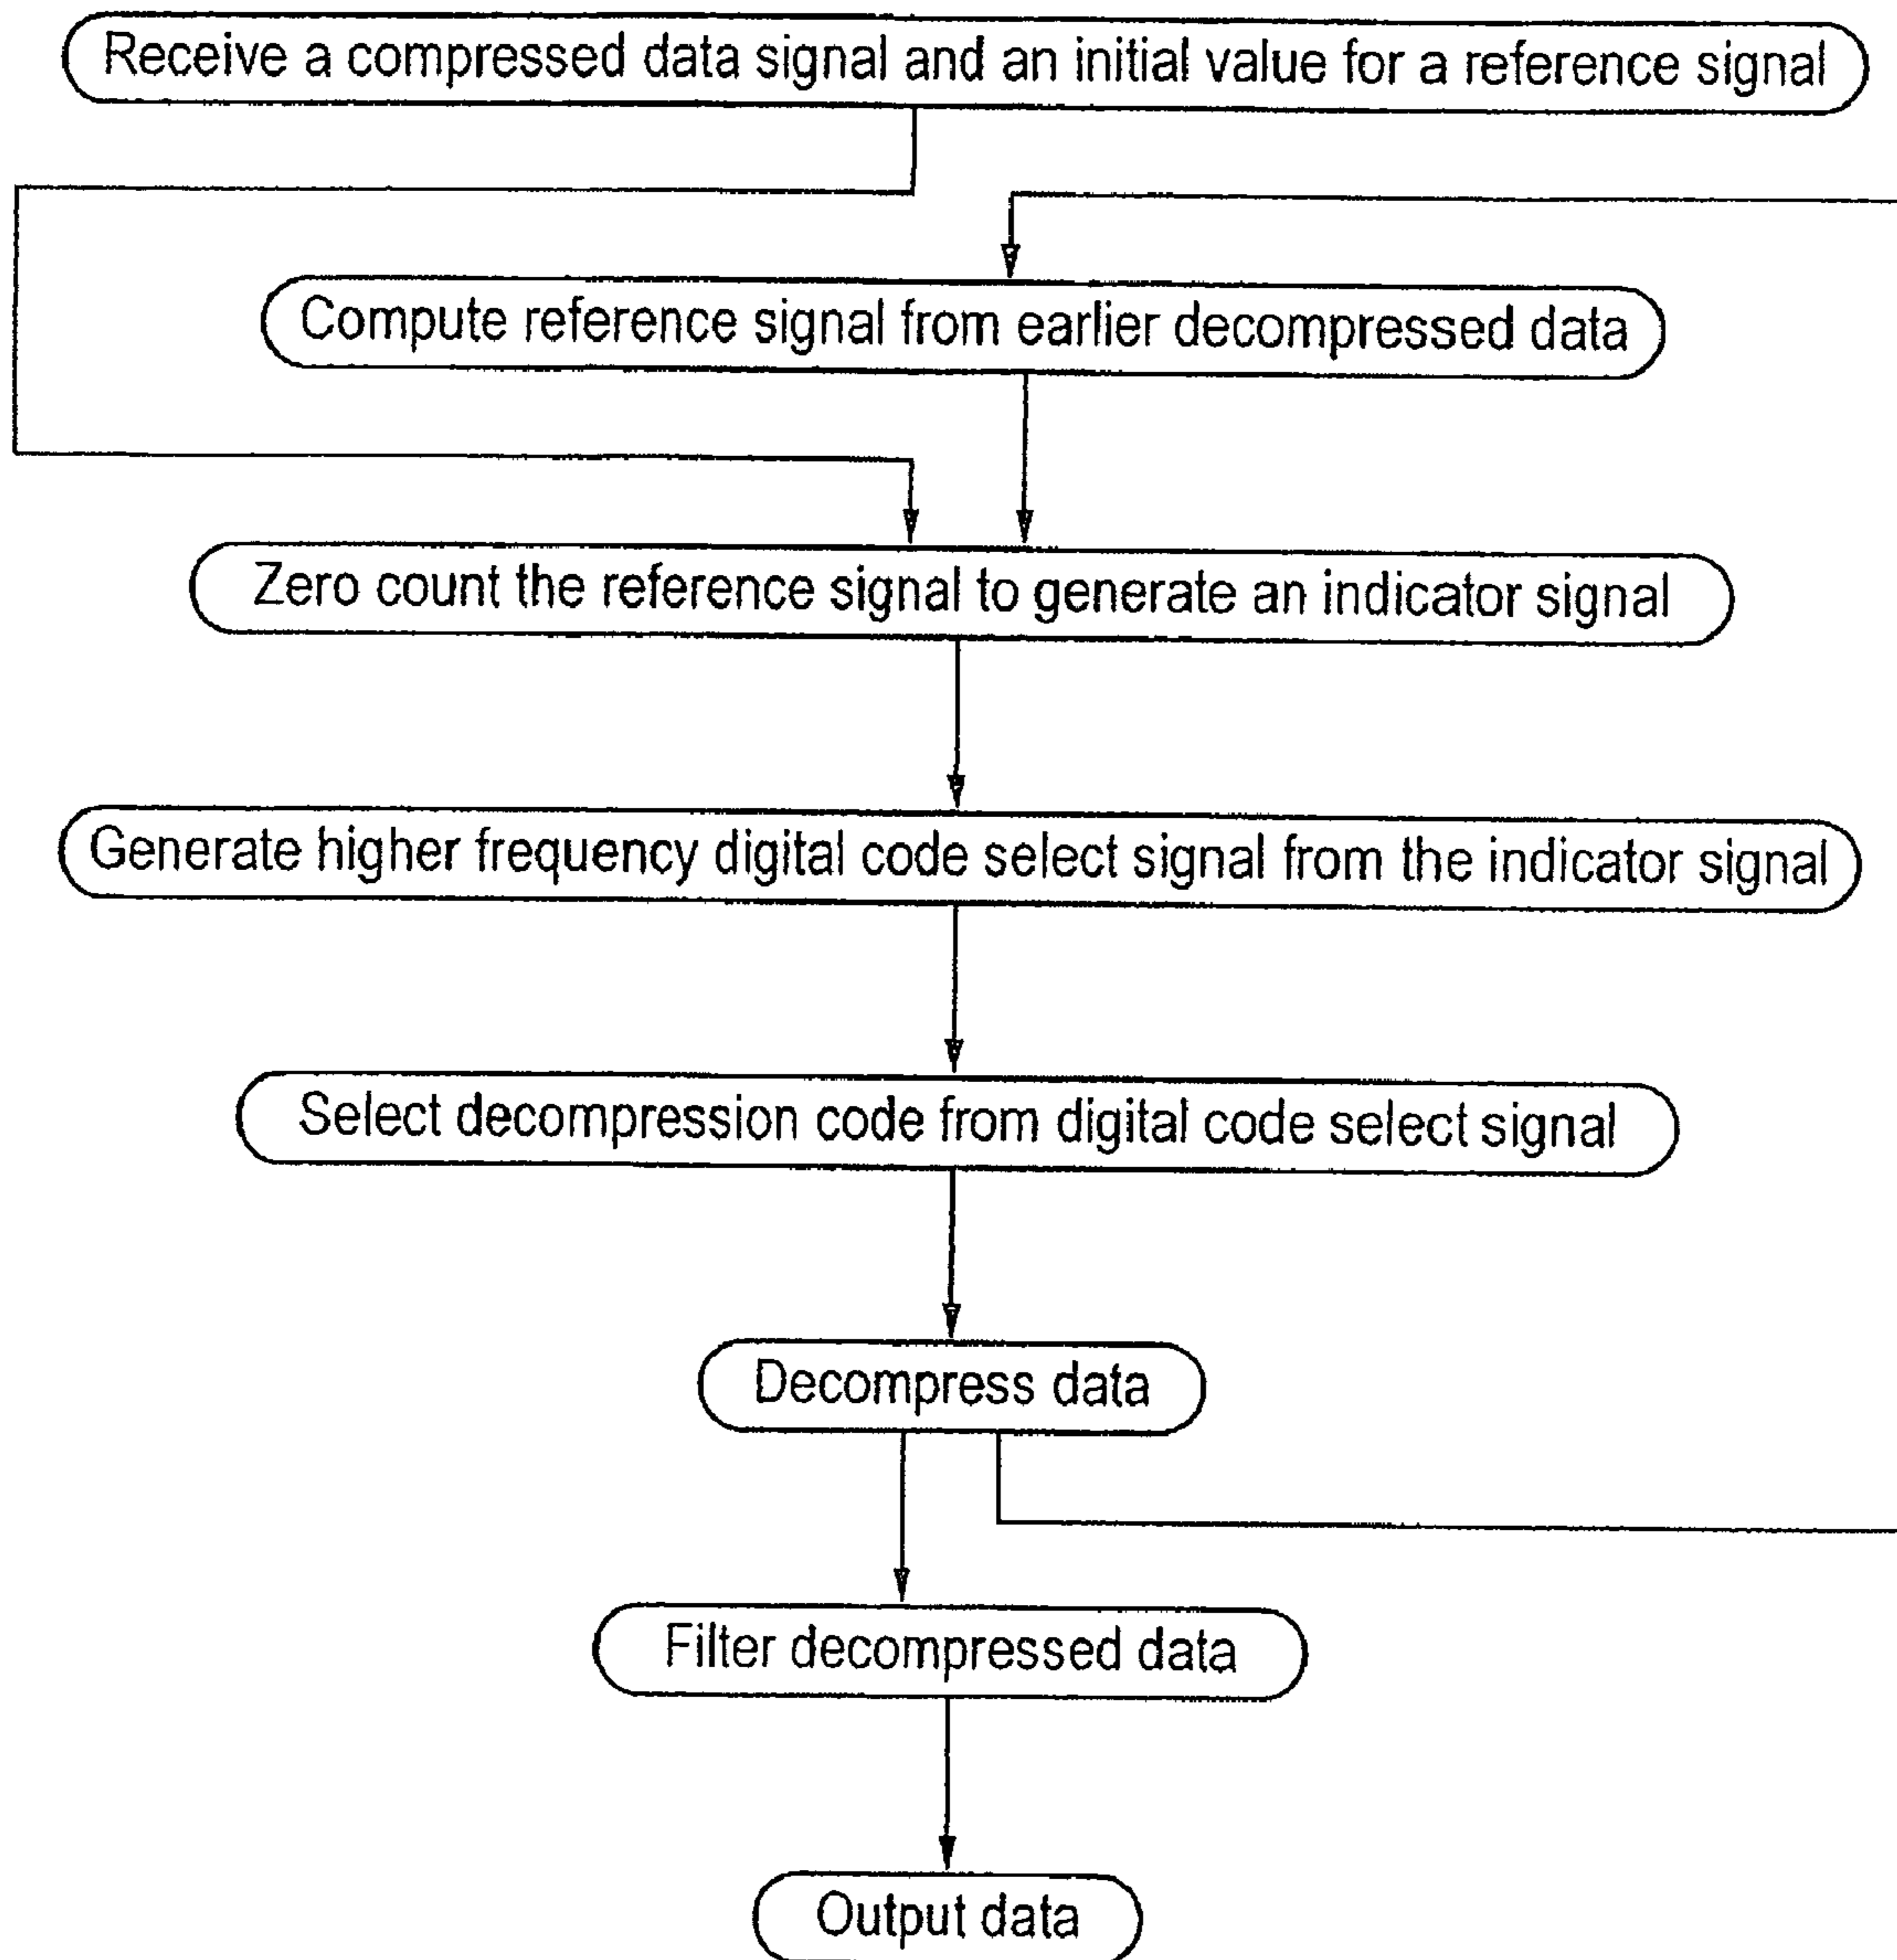 Receive a compressed data signal and an initial value for a reference signal
Compute reference signal from earlier decompressed data
Zero count the reference signal to generate an indicator signal
Generate higher frequency digital code select signal from the indicator signal
Select decompression code from digital code select signal
Decompress data
Filter decompressed data
Output data